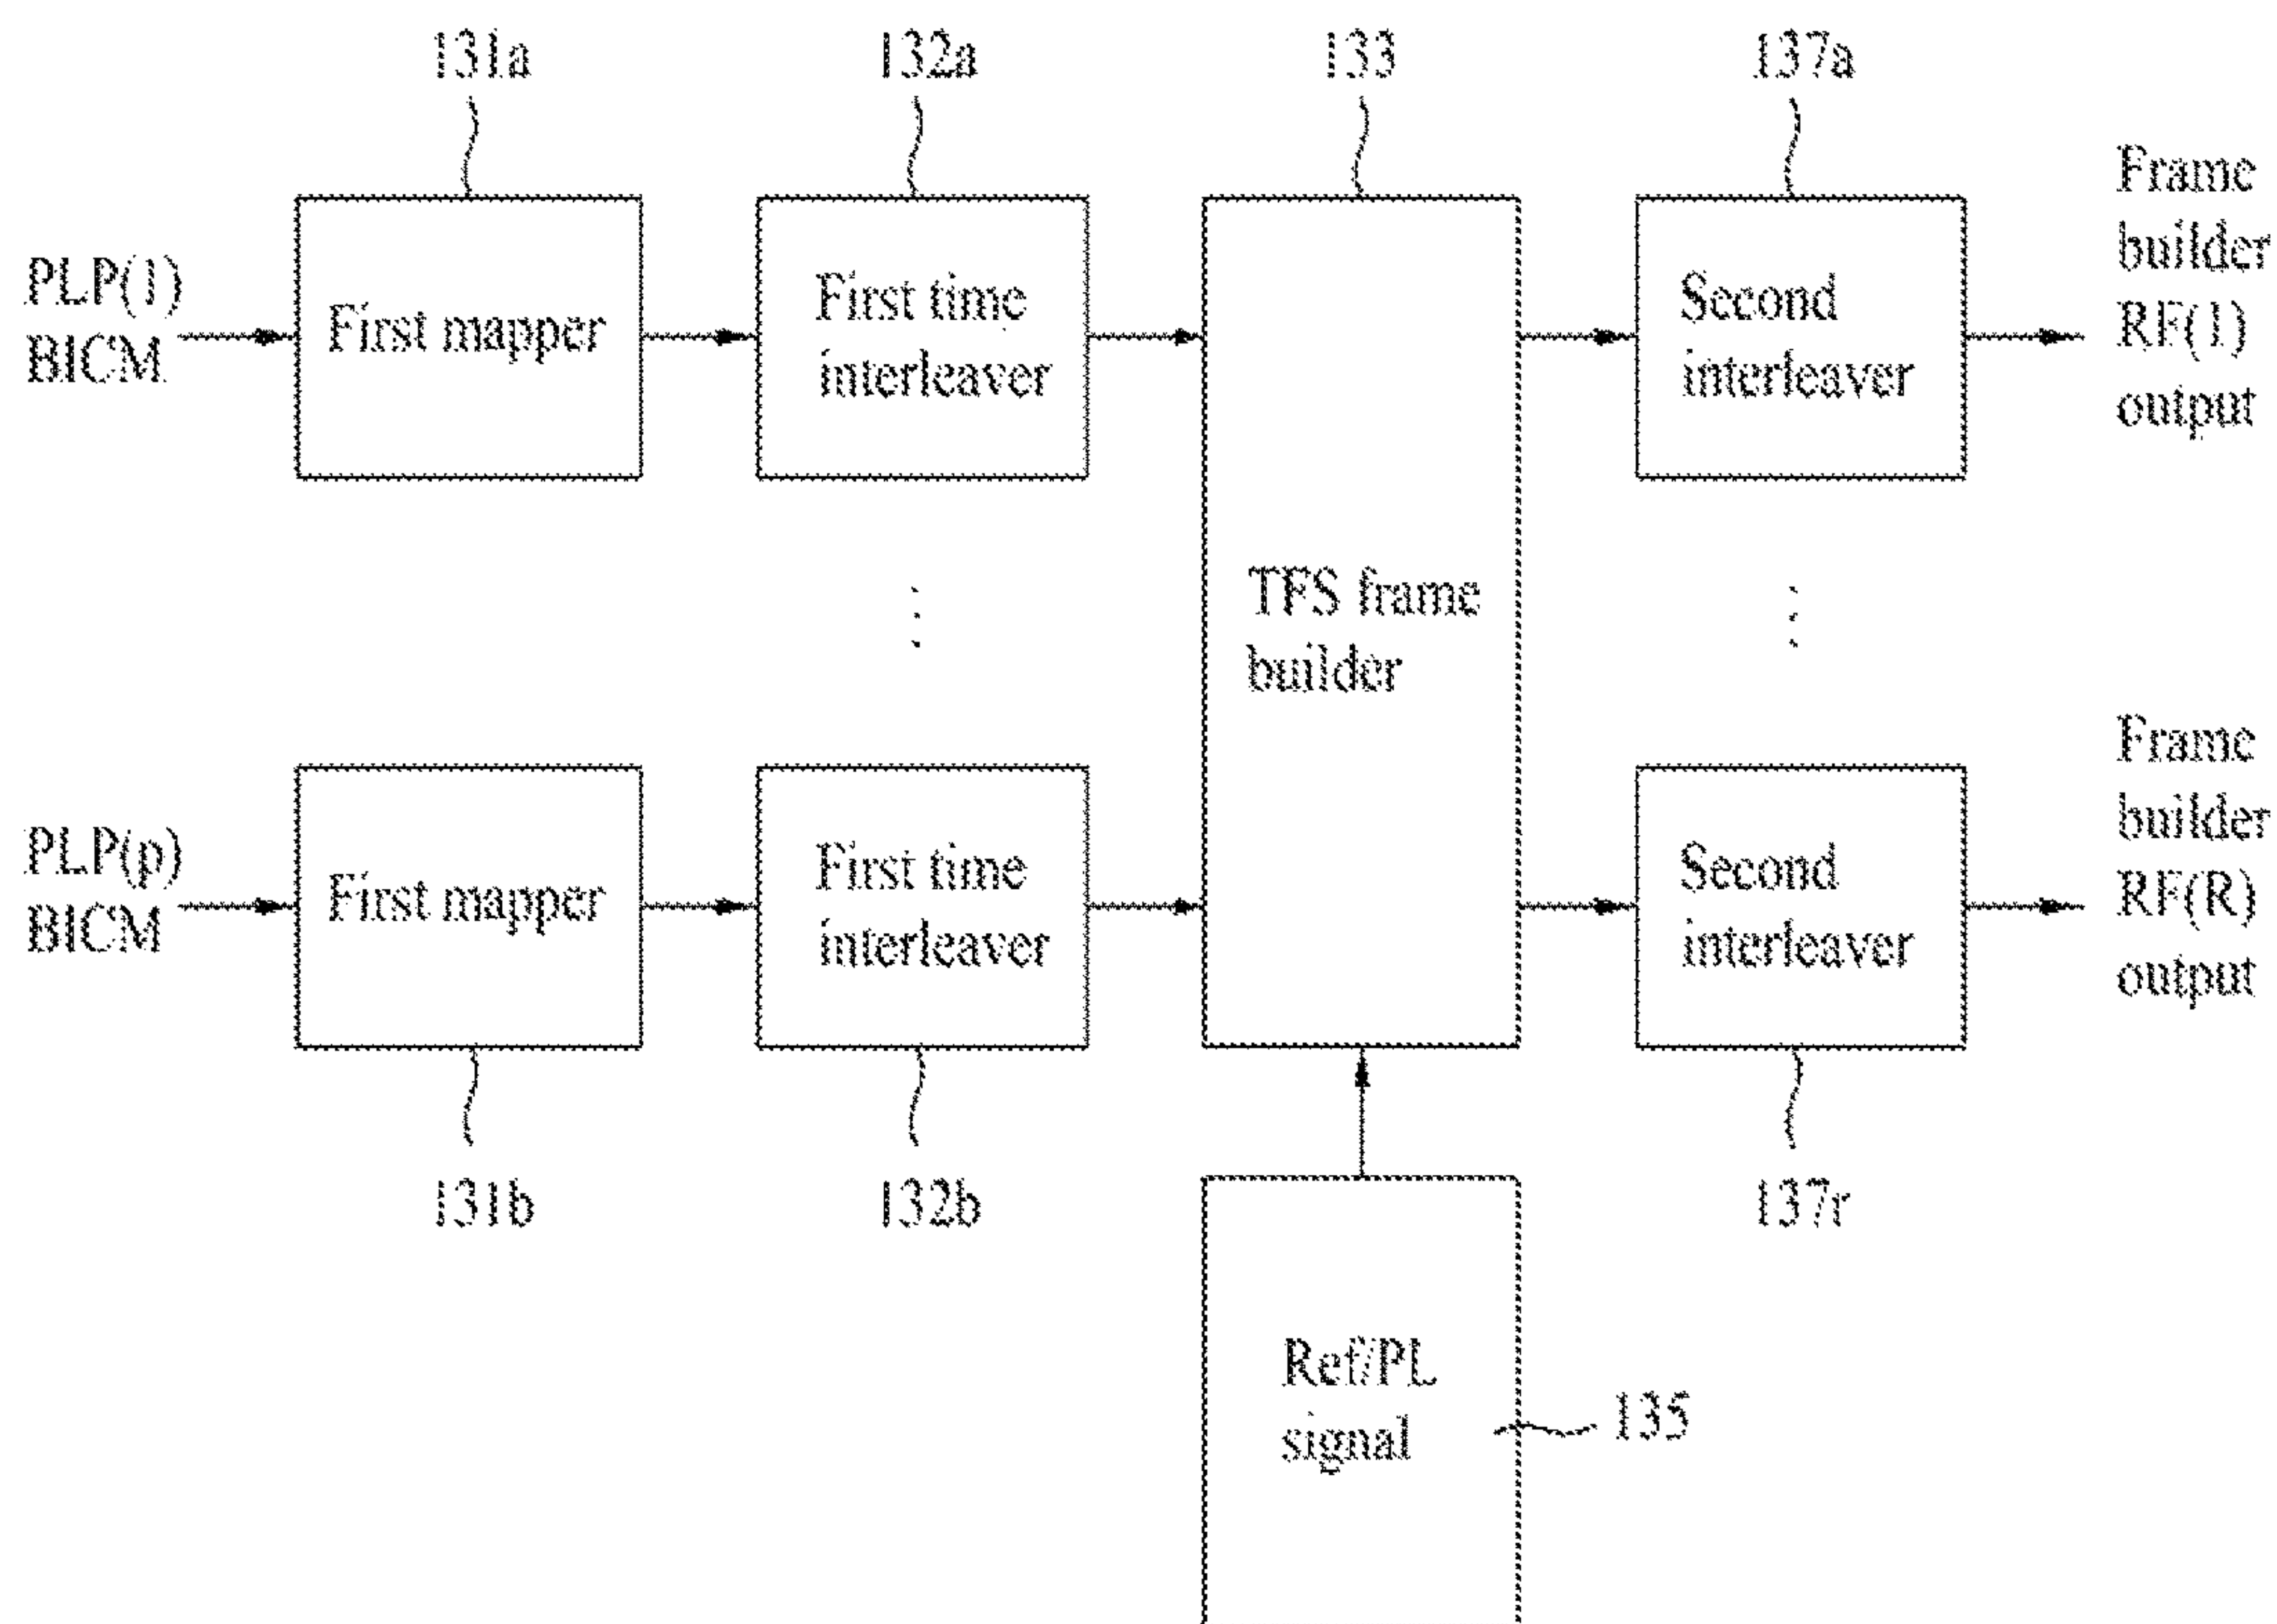 131a
132a
133
137a
PLP(1)
BICM
First mapper
First time
interleaver
TFS frame
builder
Second
interleaver
Frame
builder
RF(1)
output
PLP(p)
BICM
First mapper
First time
interleaver
Second
interleaver
Frame
builder
RF(R)
output
131b
132b
137r
Ref/PL
signal
135